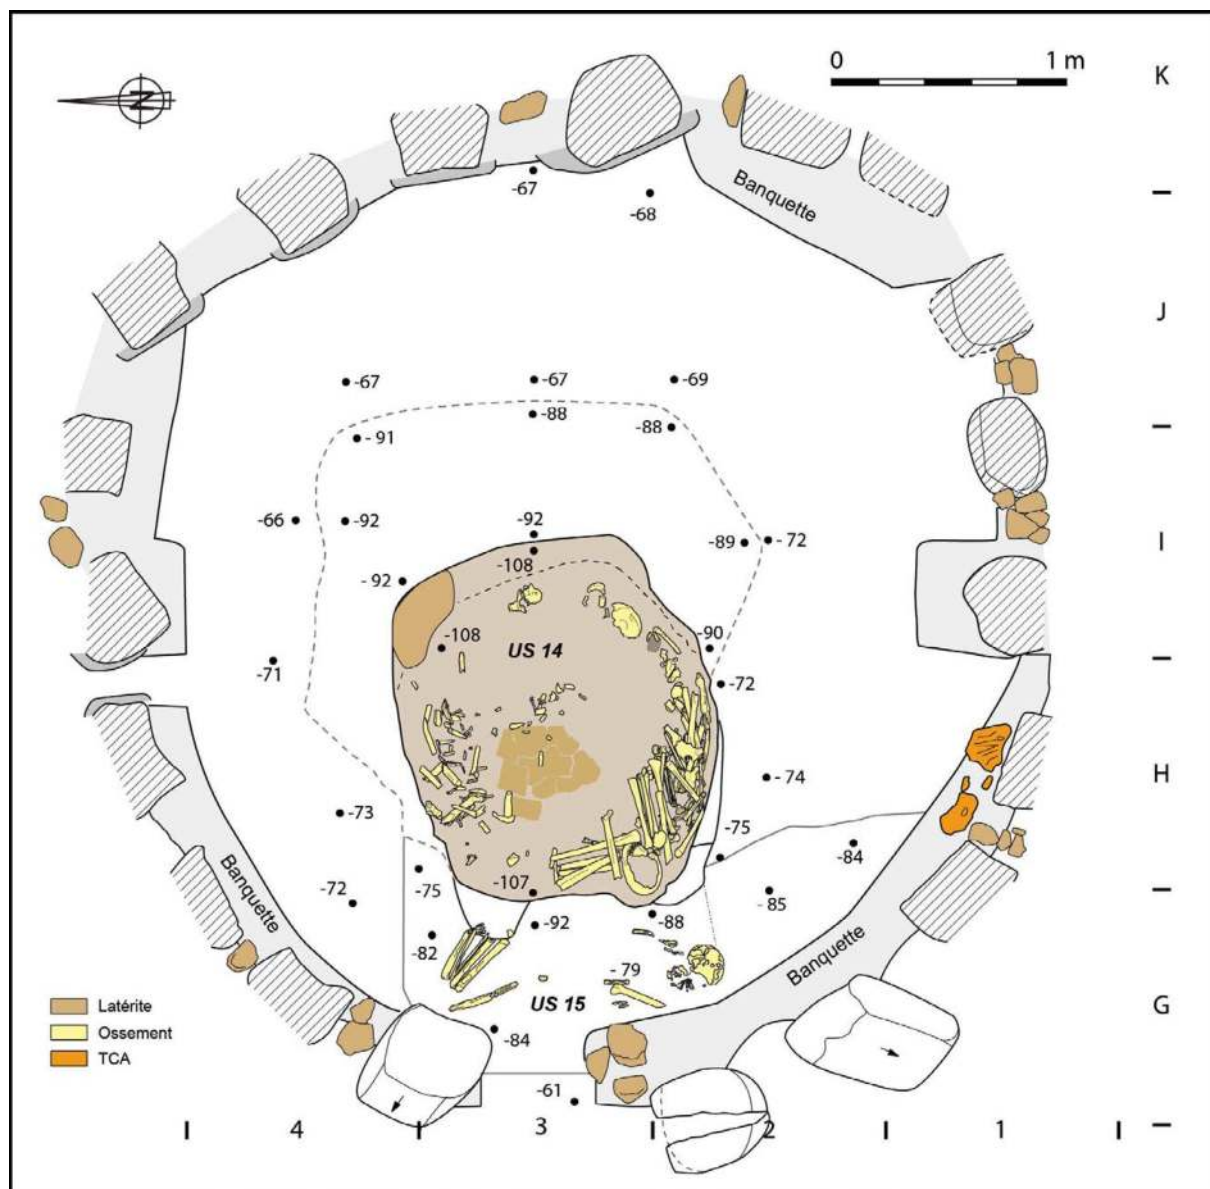 0 1 m
K
N
-67
-68
Banquette
J
-67
-67
-69
-88
-88
- 91
-66
-92
-92
-89
- 72
I
-108
- 92
-108
US 14
-90
-71
-72
- 74
H
-73
-75
-84
-72
-75
-107
- 85
-92
-88
-82
Banquette
- 79
Banquette
US 15
G
-84
-61
Latérite
Ossement
TCA
4 3 2 1